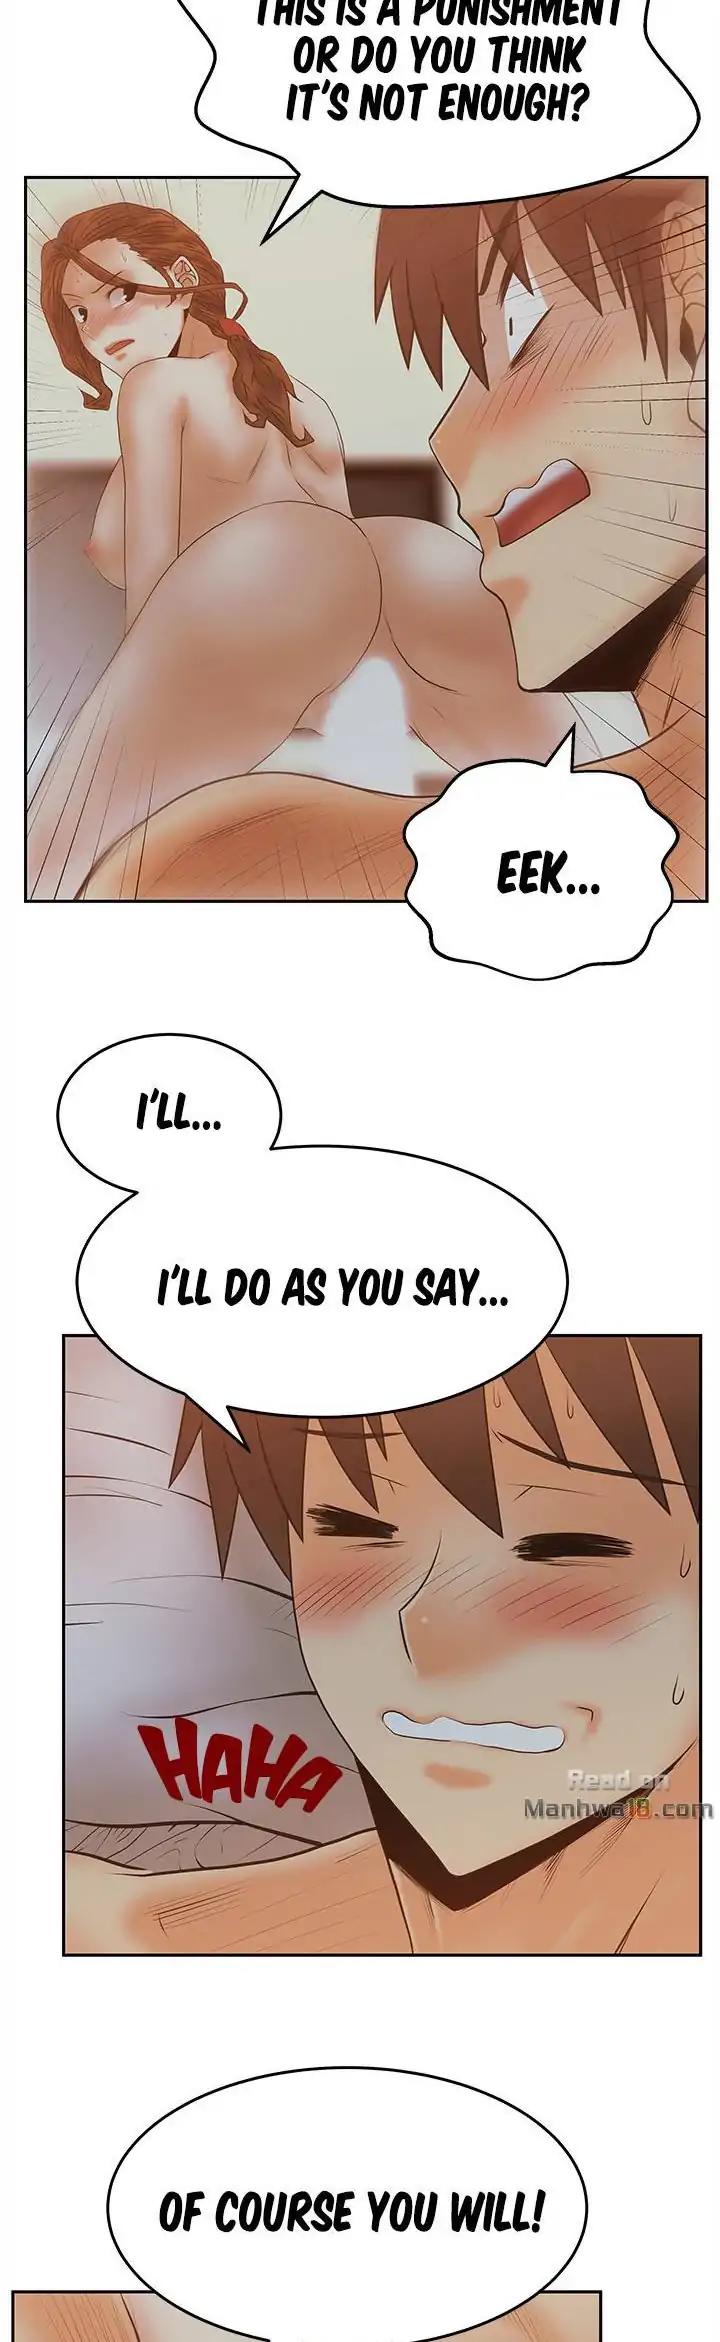 THIS IS A PUNISHMENT
OR DO YOU THINK
IT'S NOT ENOUGH?
EEK...
I'LL...
I'LL DO AS YOU SAY...
HAHA
Read on
Manhwa18.com
OF COURSE YOU WILL!